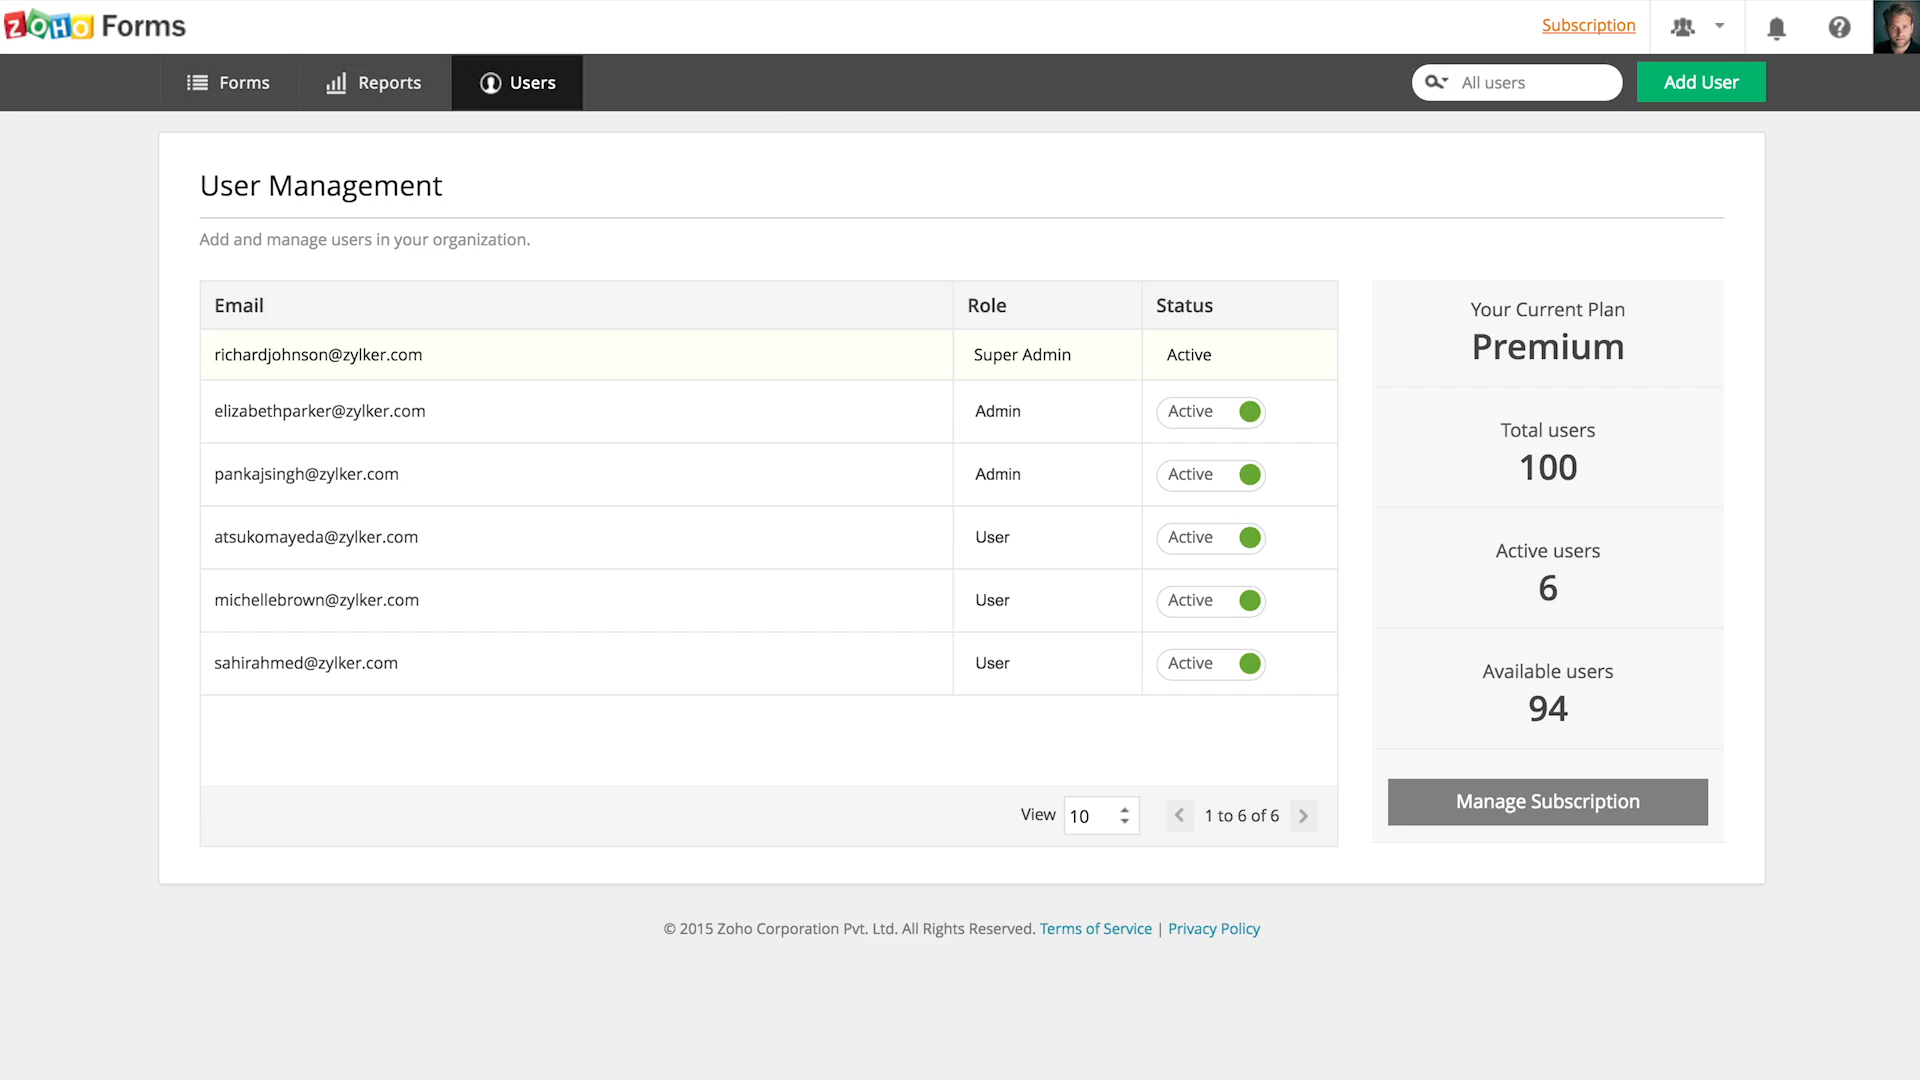 ZOHO Forms
Subscription
Forms
Reports
Users
All users
Add User
User Management
Add and manage users in your organization.
Email Role Status
richardjohnson@zylker.com Super Admin Active
elizabethparker@zylker.com Admin Active
pankajsingh@zylker.com Admin Active
atsukomayeda@zylker.com User Active
michellebrown@zylker.com User Active
sahirahmed@zylker.com User Active
View 10 1 to 6 of 6
Your Current Plan
Premium
Total users
100
Active users
6
Available users
94
Manage Subscription
© 2015 Zoho Corporation Pvt. Ltd. All Rights Reserved. Terms of Service | Privacy Policy